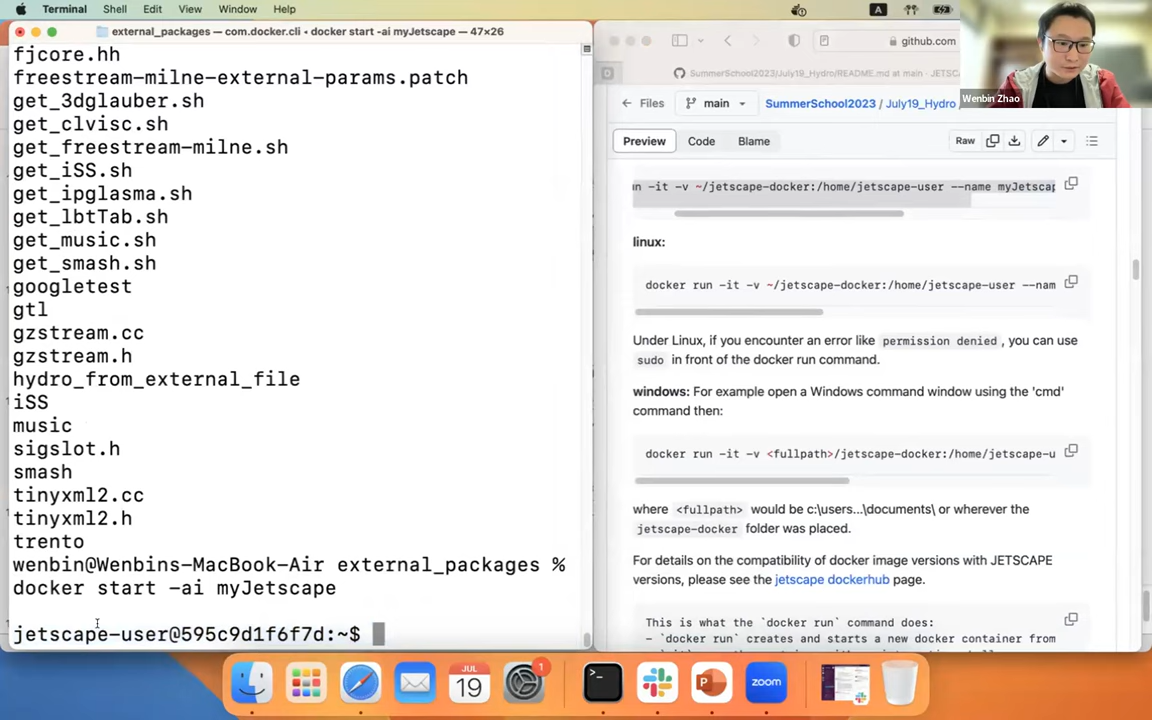 Terminal Shell Edit View Window Help
external_packages — com.docker.cli • docker start -ai myJetscape — 47×26
fjcore.hh
freestream-milne-external-params.patch
get_3dglauber.sh
get_clvisc.sh
get_freestream-milne.sh
get_iSS.sh
get_ipglasma.sh
get_lbtTab.sh
get_music.sh
get_smash.sh
googletest
gtl
gzstream.cc
gzstream.h
hydro_from_external_file
iSS
music
sigslot.h
smash
tinyxml2.cc
tinyxml2.h
trento
wenbin@Wenbins-MacBook-Air external_packages %
docker start -ai myJetscape
jetscape-user@595c9d1f6f7d:~$
A
github.com
SummerSchool2023/July19_Hydro/README.md at main · JETSCA
Wenbin Zhao
Files main SummerSchool2023 / July19_Hydro /
Preview Code Blame Raw
un -it -v ~/jetscape-docker:/home/jetscape-user --name myJetscap
linux:
docker run -it -v ~/jetscape-docker:/home/jetscape-user --nam
Under Linux, if you encounter an error like permission denied , you can use
sudo in front of the docker run command.
windows: For example open a Windows command window using the 'cmd'
command then:
docker run -it -v <fullpath>/jetscape-docker:/home/jetscape-u
where <fullpath> would be c:\users...\documents\ or wherever the
jetscape-docker folder was placed.
For details on the compatibility of docker image versions with JETSCAPE
versions, please see the jetscape dockerhub page.
This is what the `docker run` command does:
- `docker run` creates and starts a new docker container from
JUL
19
1
zoom